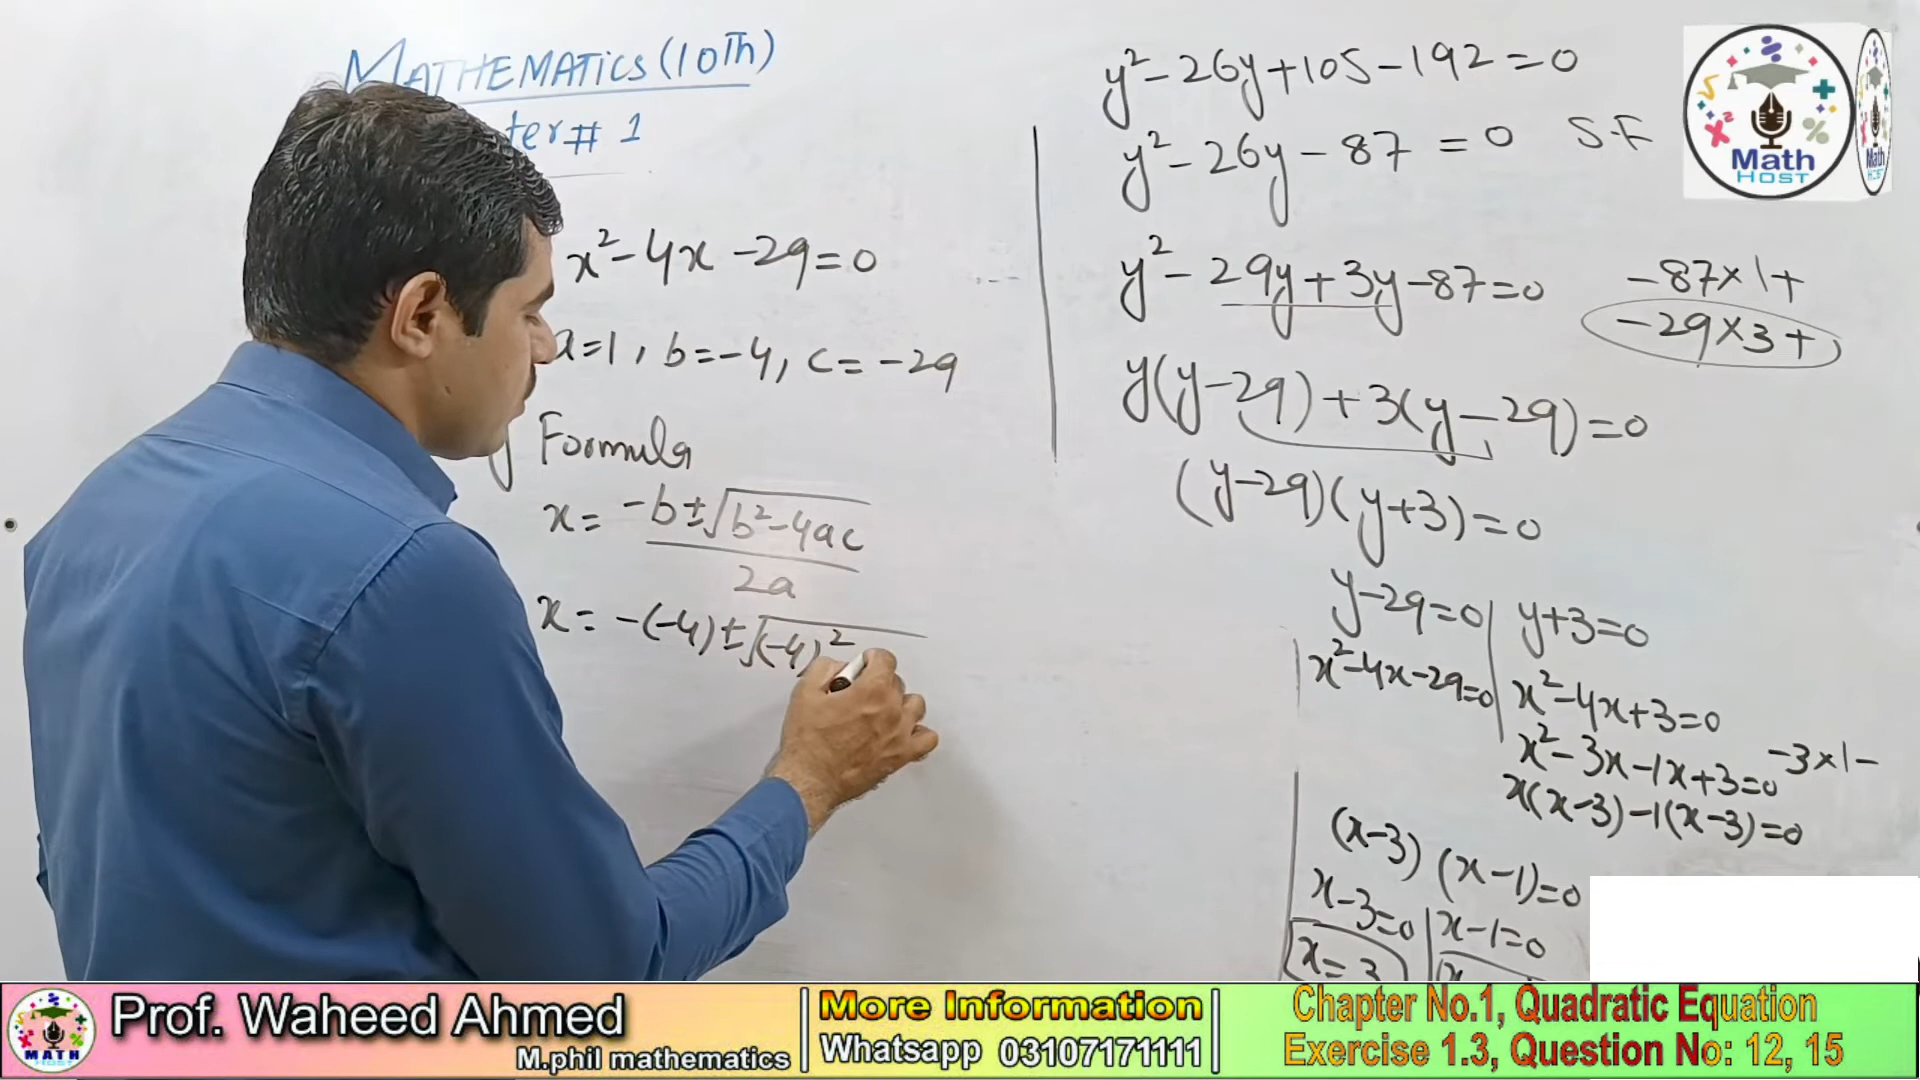 MATHEMATICS (10Th)
ter # 1
x² - 4x - 29 = 0
a = 1, b = -4, c = -29
Formula
x = -b ± √b² - 4ac
2a
x = -(-4) ± √(-4)²
y² - 26y + 105 - 192 = 0
y² - 26y - 87 = 0 S.F
y² - 29y + 3y - 87 = 0 -87 × 1 +
-29 × 3 +
y(y - 29) + 3(y - 29) = 0
(y - 29)(y + 3) = 0
y - 29 = 0 | y + 3 = 0
x² - 4x - 29 = 0 | x² - 4x + 3 = 0
x² - 3x - 1x + 3 = 0 -3 × 1 -
x(x - 3) - 1(x - 3) = 0
(x - 3) (x - 1) = 0
x - 3 = 0 | x - 1 = 0
x = 3 | x
Math
HOST
Math
HOST
MATH
Prof. Waheed Ahmed
M.phil mathematics
More Information
Whatsapp 03107171111
Chapter No.1, Quadratic Equation
Exercise 1.3, Question No: 12, 15